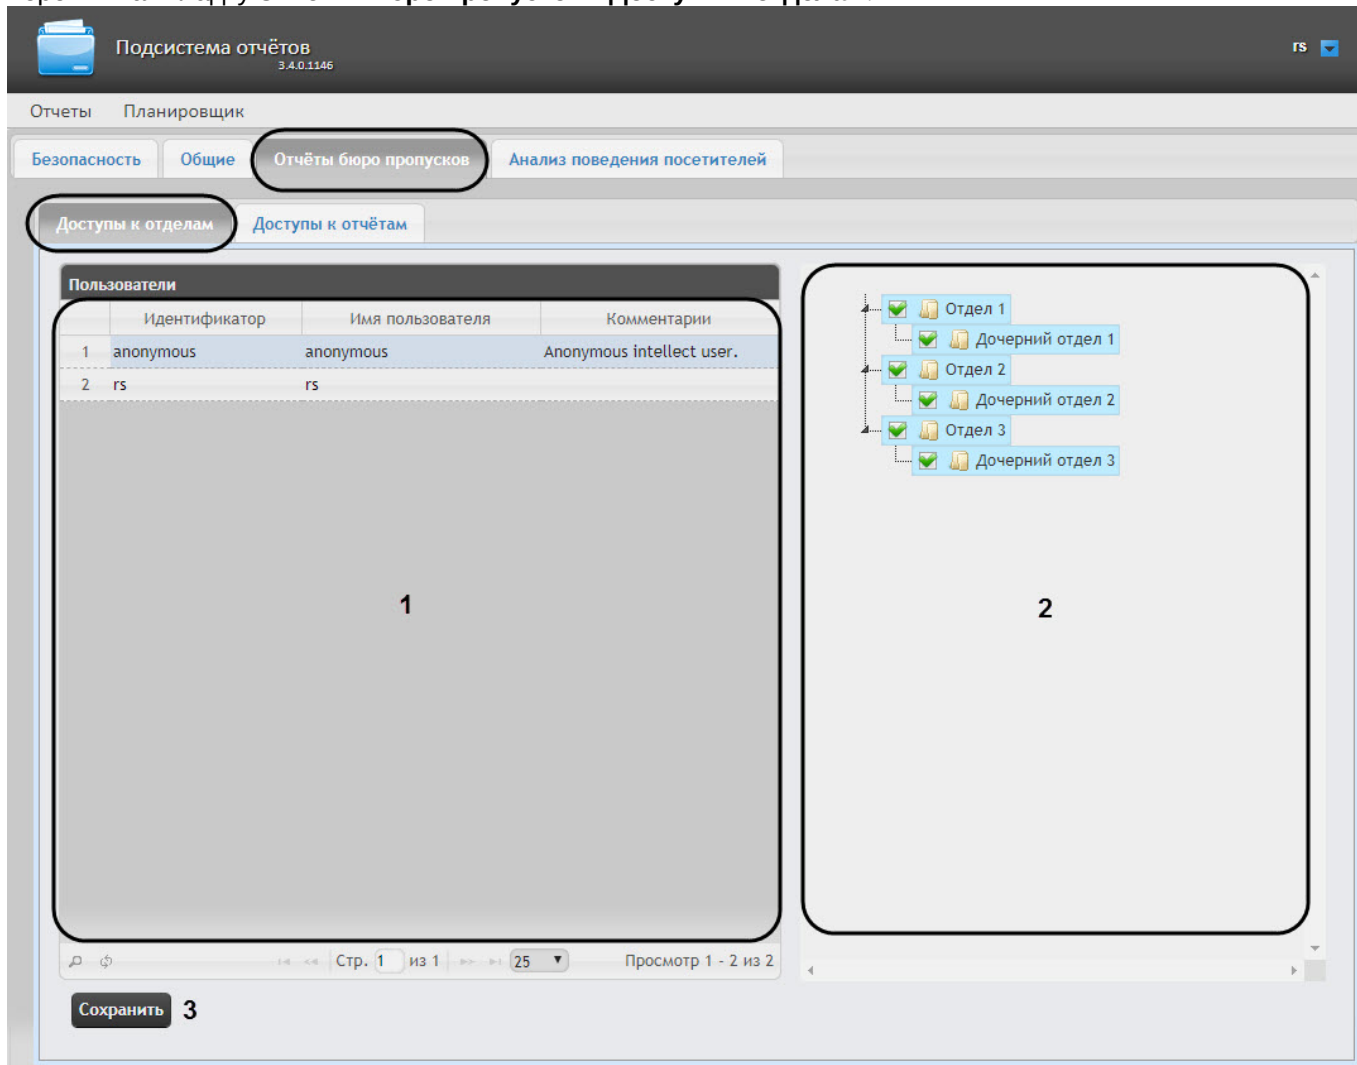 Подсистема отчётов
3.4.0.1146
rs
Отчеты Планировщик
Безопасность Общие Отчёты бюро пропусков Анализ поведения посетителей
Доступы к отделам Доступы к отчётам
Пользователи
Идентификатор Имя пользователя Комментарии
1 anonymous anonymous Anonymous intellect user.
2 rs rs
Отдел 1
Дочерний отдел 1
Отдел 2
Дочерний отдел 2
Отдел 3
Дочерний отдел 3
1
2
Стр. 1 из 1 25 Просмотр 1 - 2 из 2
Сохранить 3